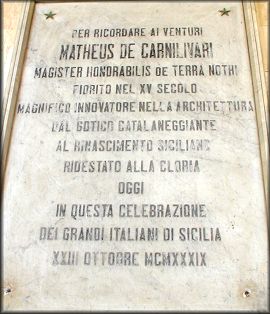 PER RICORDARE AI VENTURI
MATHEUS DE CARNILIVARI
MAGISTER HONORABILIS DE TERRA NOTHI
FIORITO NEL XV SECOLO
MAGNIFICO INNOVATORE NELLA ARCHITETTURA
DAL GOTICO CATALANEGGIANTE
AL RINASCIMENTO SICILIANO
RIDESTATO ALLA GLORIA
OGGI
IN QUESTA CELEBRAZIONE
DEI GRANDI ITALIANI DI SICILIA
XXIII OTTOBRE MCMXXXIX